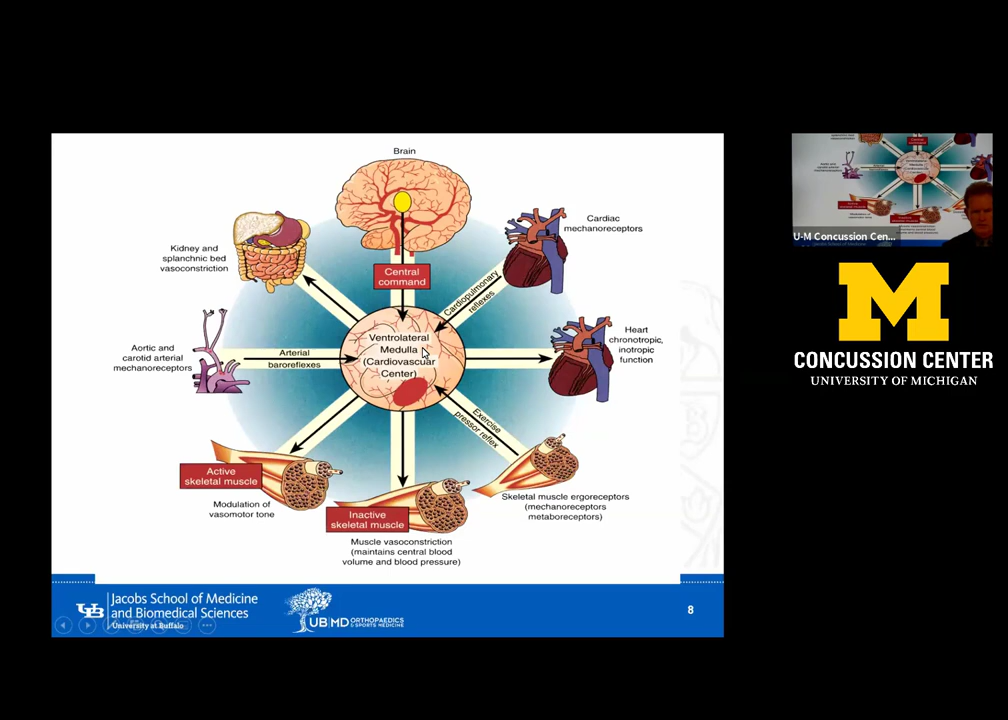 Brain
Cardiac
mechanoreceptors
Kidney and
splanchnic bed
vasoconstriction
Central
command
Cardiopulmonary
reflexes
Aortic and
carotid arterial
mechanoreceptors
Arterial
baroreflexes
Ventrolateral
Medulla
(Cardiovascular
Center)
Heart
chronotropic,
inotropic
function
Exercise
pressor reflex
Active
skeletal muscle
Modulation of
vasomotor tone
Inactive
skeletal muscle
Muscle vasoconstriction
(maintains central blood
volume and blood pressure)
Skeletal muscle ergoreceptors
(mechanoreceptors
metaboreceptors)
UB
Jacobs School of Medicine
and Biomedical Sciences
University at Buffalo
UB|MD ORTHOPAEDICS
& SPORTS MEDICINE
8
U-M Concussion Cen...
M
CONCUSSION CENTER
UNIVERSITY OF MICHIGAN